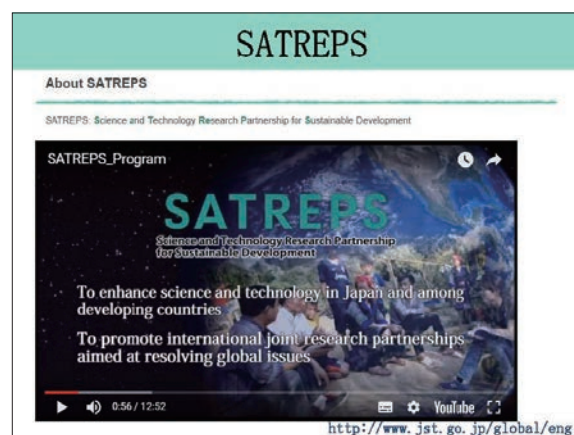 SATREPS
About SATREPS
SATREPS: Science and Technology Research Partnership for Sustainable Development
SATREPS_Program
SATREPS
Science and Technology Research Partnership
for Sustainable Development
To enhance science and technology in Japan and among
developing countries
To promote international joint research partnerships
aimed at resolving global issues
0:56 / 12:52
YouTube
http://www.jst.go.jp/global/eng